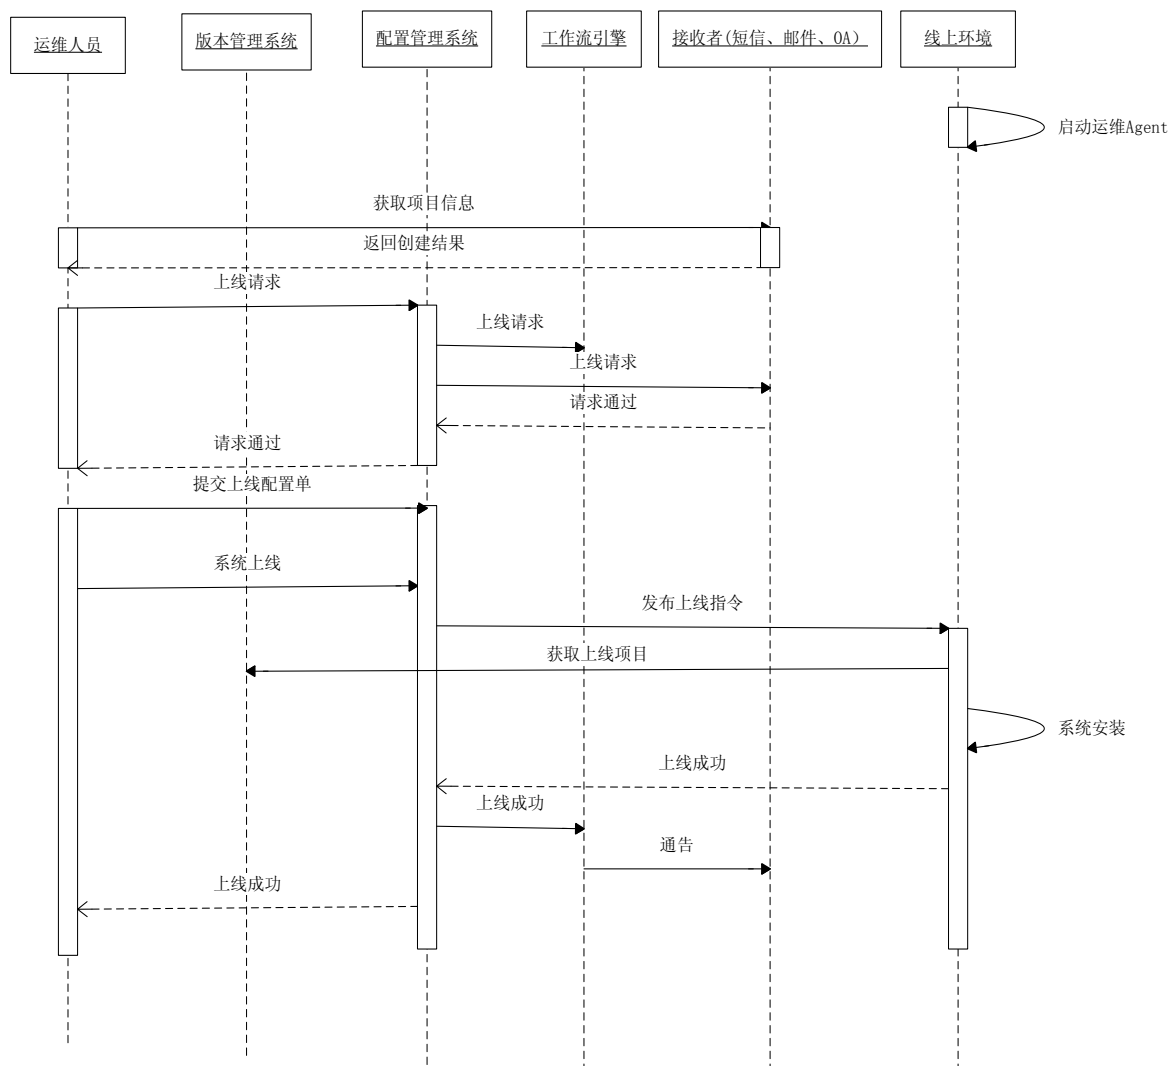 运维人员
版本管理系统
配置管理系统
工作流引擎
接收者(短信、邮件、OA）
线上环境
启动运维Agent
获取项目信息
返回创建结果
上线请求
上线请求
上线请求
请求通过
请求通过
提交上线配置单
系统上线
发布上线指令
获取上线项目
系统安装
上线成功
上线成功
通告
上线成功